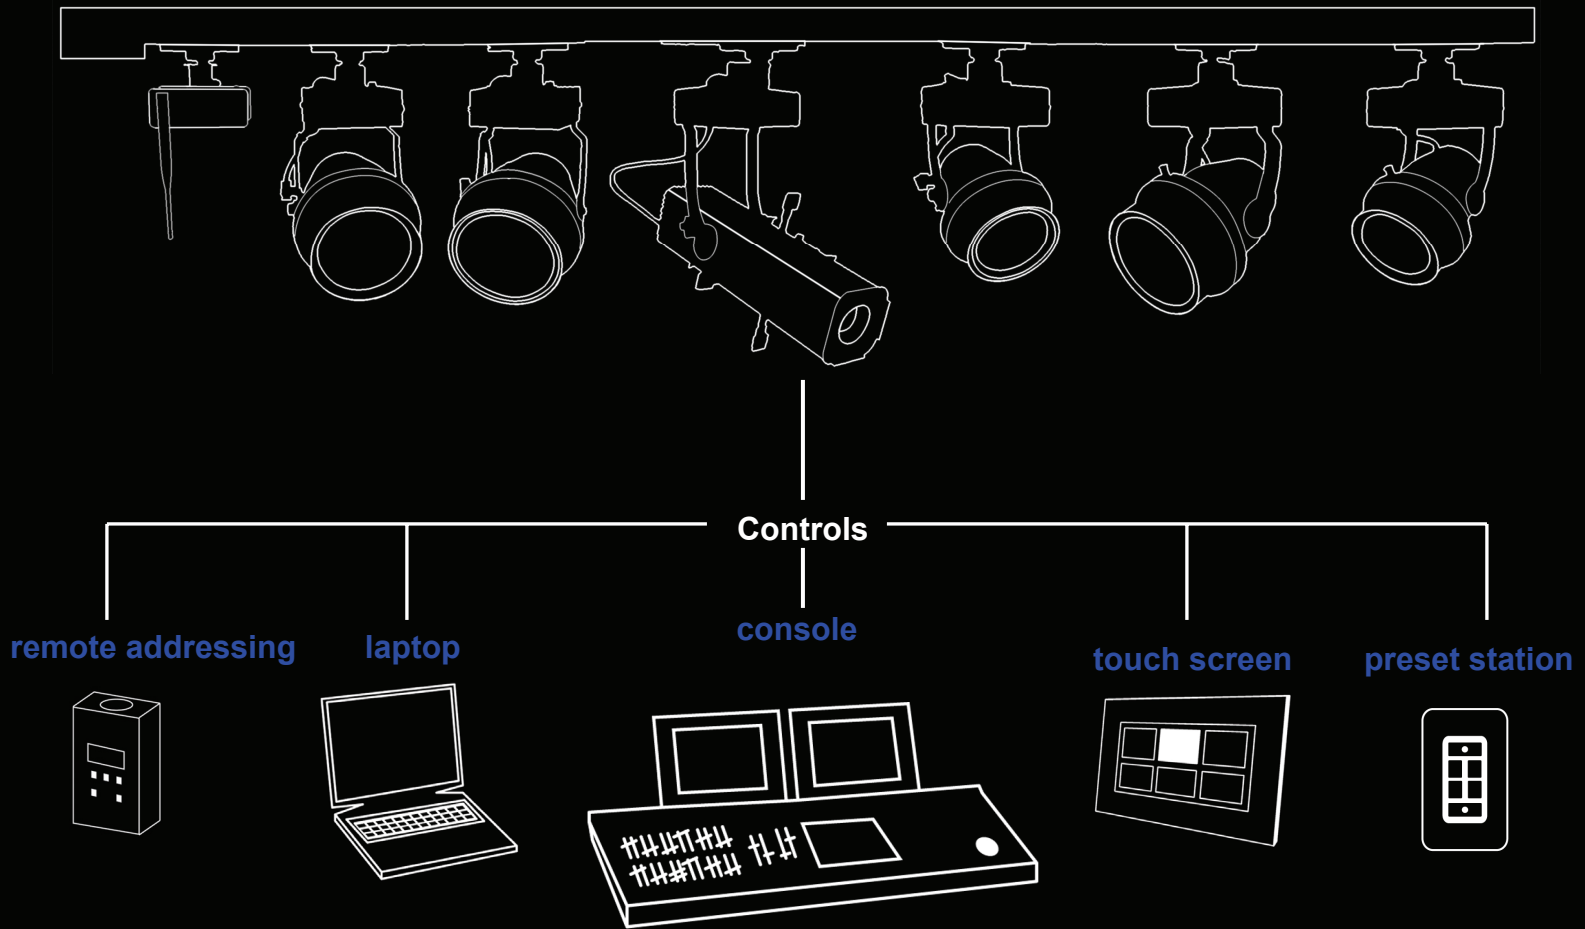 Controls
remote addressing
laptop
console
touch screen
preset station